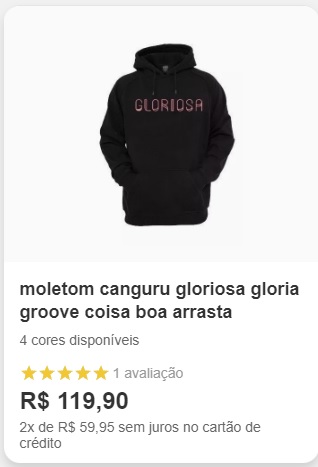 GLORIOSA
moletom canguru gloriosa gloria
groove coisa boa arrasta
4 cores disponíveis
1 avaliação
R$ 119,90
2x de R$ 59,95 sem juros no cartão de
crédito